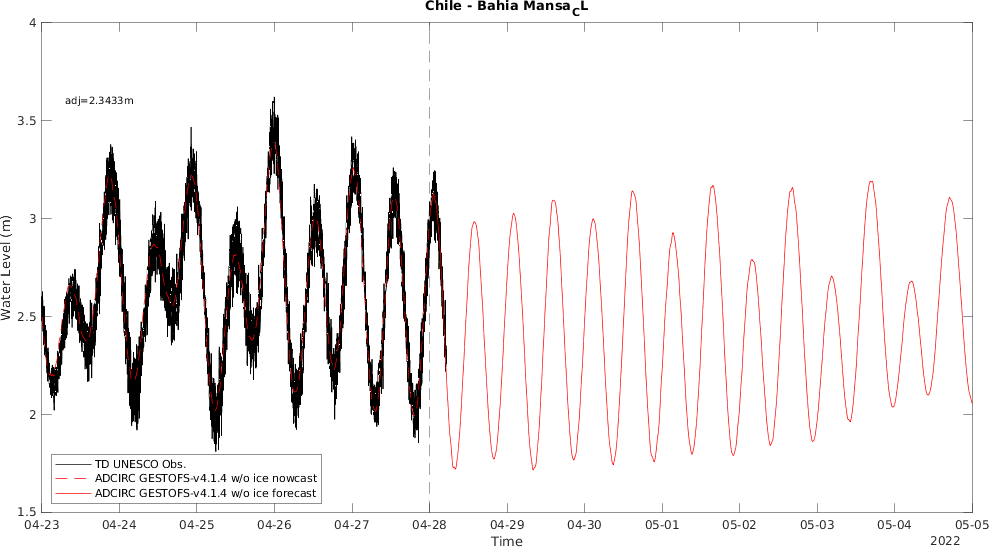 Chile - Bahia Mansa_CL
4
3.5
3
2.5
2
1.5
Water Level (m)
adj=2.3433m
TD UNESCO Obs.
ADCIRC GESTOFS-v4.1.4 w/o ice nowcast
ADCIRC GESTOFS-v4.1.4 w/o ice forecast
04-23 04-24 04-25 04-26 04-27 04-28 04-29 04-30 05-01 05-02 05-03 05-04 05-05
Time
2022